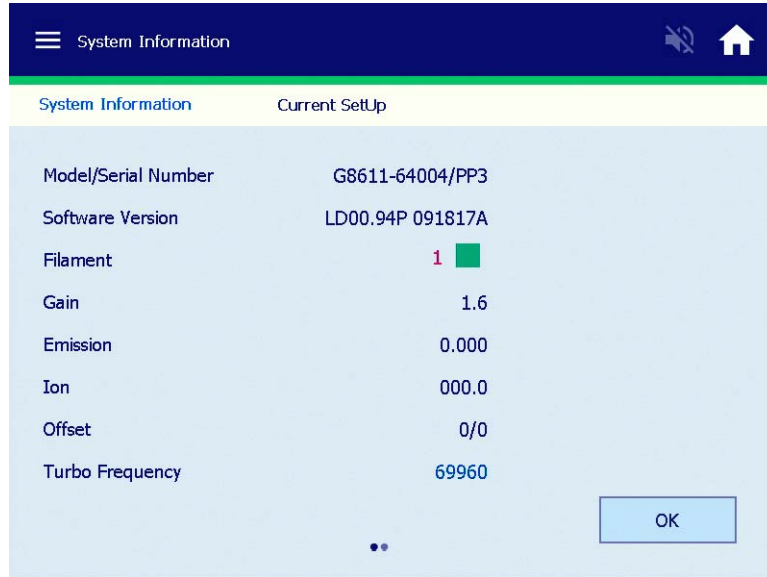 System Information
System Information Current SetUp
Model/Serial Number G8611-64004/PP3
Software Version LD00.94P 091817A
Filament 1
Gain 1.6
Emission 0.000
Ion 000.0
Offset 0/0
Turbo Frequency 69960
OK